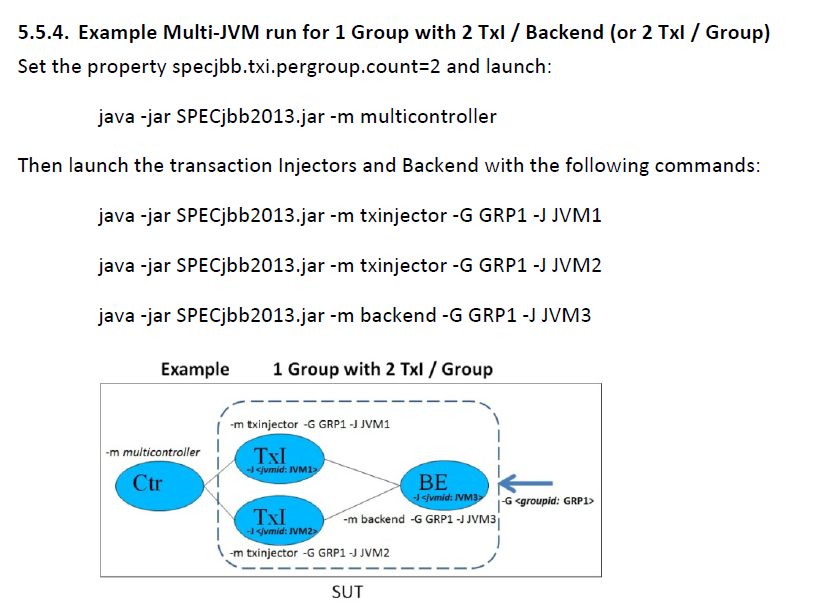 5.5.4. Example Multi-JVM run for 1 Group with 2 TxI / Backend (or 2 TxI / Group)
Set the property specjbb.txi.pergroup.count=2 and launch:
java -jar SPECjbb2013.jar -m multicontroller
Then launch the transaction Injectors and Backend with the following commands:
java -jar SPECjbb2013.jar -m txinjector -G GRP1 -J JVM1
java -jar SPECjbb2013.jar -m txinjector -G GRP1 -J JVM2
java -jar SPECjbb2013.jar -m backend -G GRP1 -J JVM3
Example 1 Group with 2 TxI / Group
-m txinjector -G GRP1 -J JVM1
-m multicontroller
TxI
-J <jvmid: JVM1>
Ctr
BE
-J <jvmid: JVM3>
-G <groupid: GRP1>
TxI
-J <jvmid: JVM2>
-m backend -G GRP1 -J JVM3
-m txinjector -G GRP1 -J JVM2
SUT